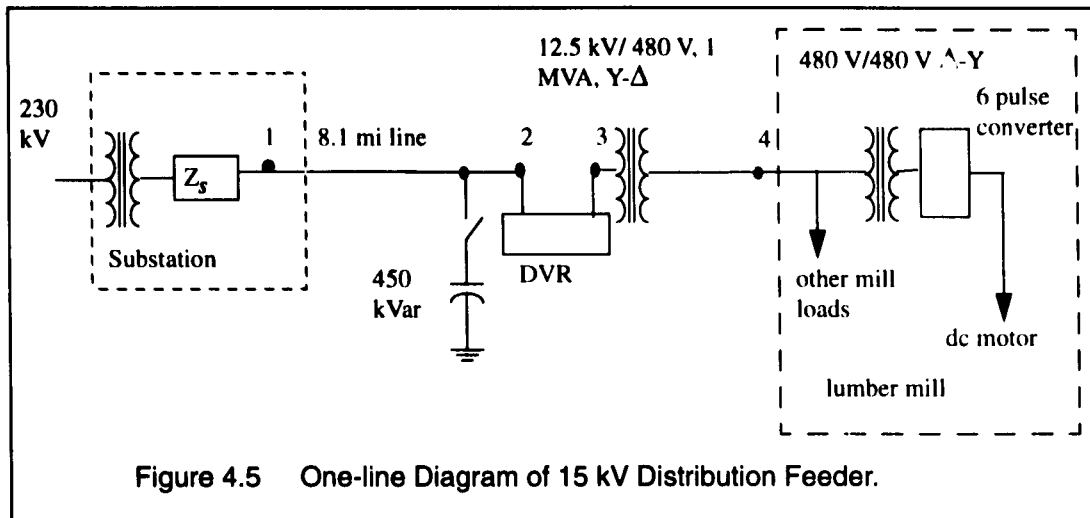 12.5 kV/ 480 V, 1
MVA, Y-Δ
480 V/480 V Δ-Y
6 pulse
converter
230
kV
1
8.1 mi line
2
3
4
Zs
Substation
450
kVar
DVR
other mill
loads
dc motor
lumber mill
Figure 4.5 One-line Diagram of 15 kV Distribution Feeder.